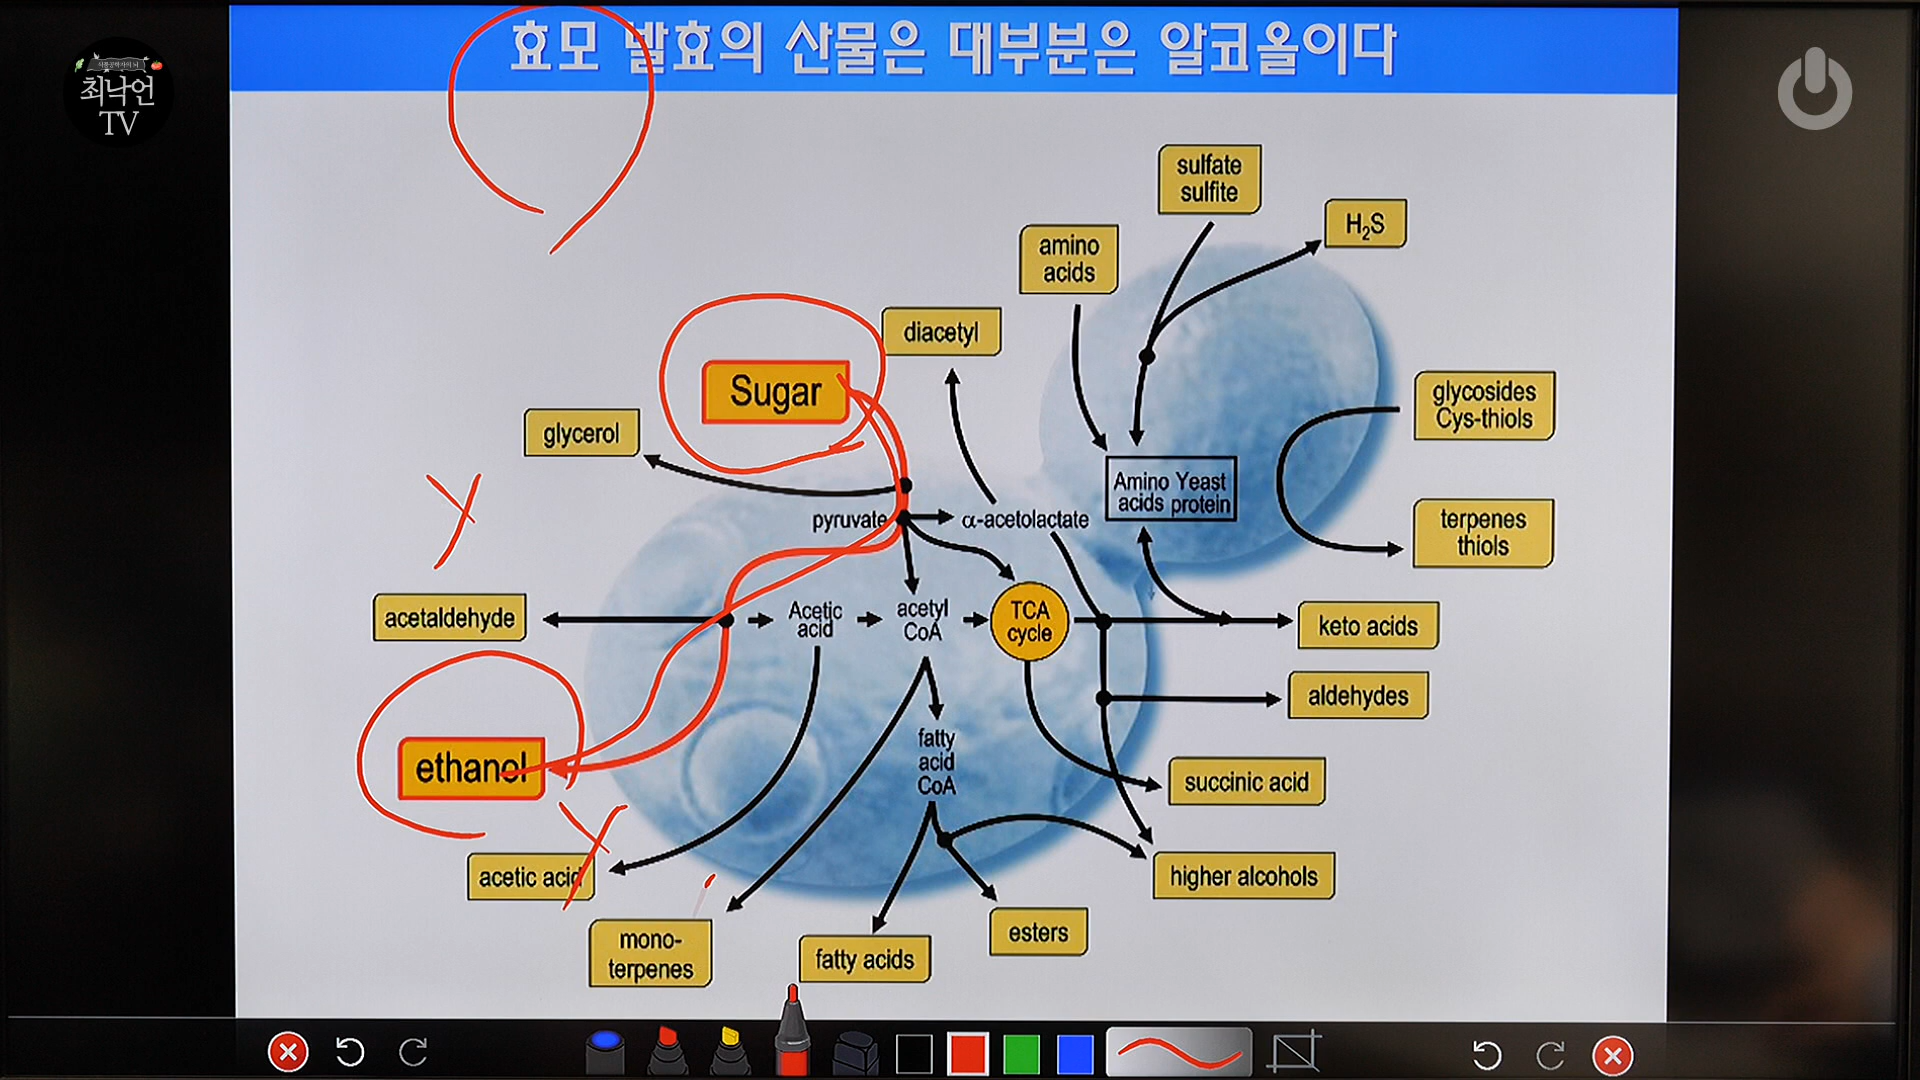 효모 발효의 산물은 대부분은 알코올이다
최낙언
TV
sulfate
sulfite
H₂S
amino
acids
diacetyl
Sugar
glycosides
Cys-thiols
glycerol
Amino Yeast
acids protein
pyruvate
α-acetolactate
terpenes
thiols
acetaldehyde
Acetic
acid
acetyl
CoA
TCA
cycle
keto acids
aldehydes
ethanol
fatty
acid
CoA
succinic acid
acetic acid
higher alcohols
mono-
terpenes
fatty acids
esters